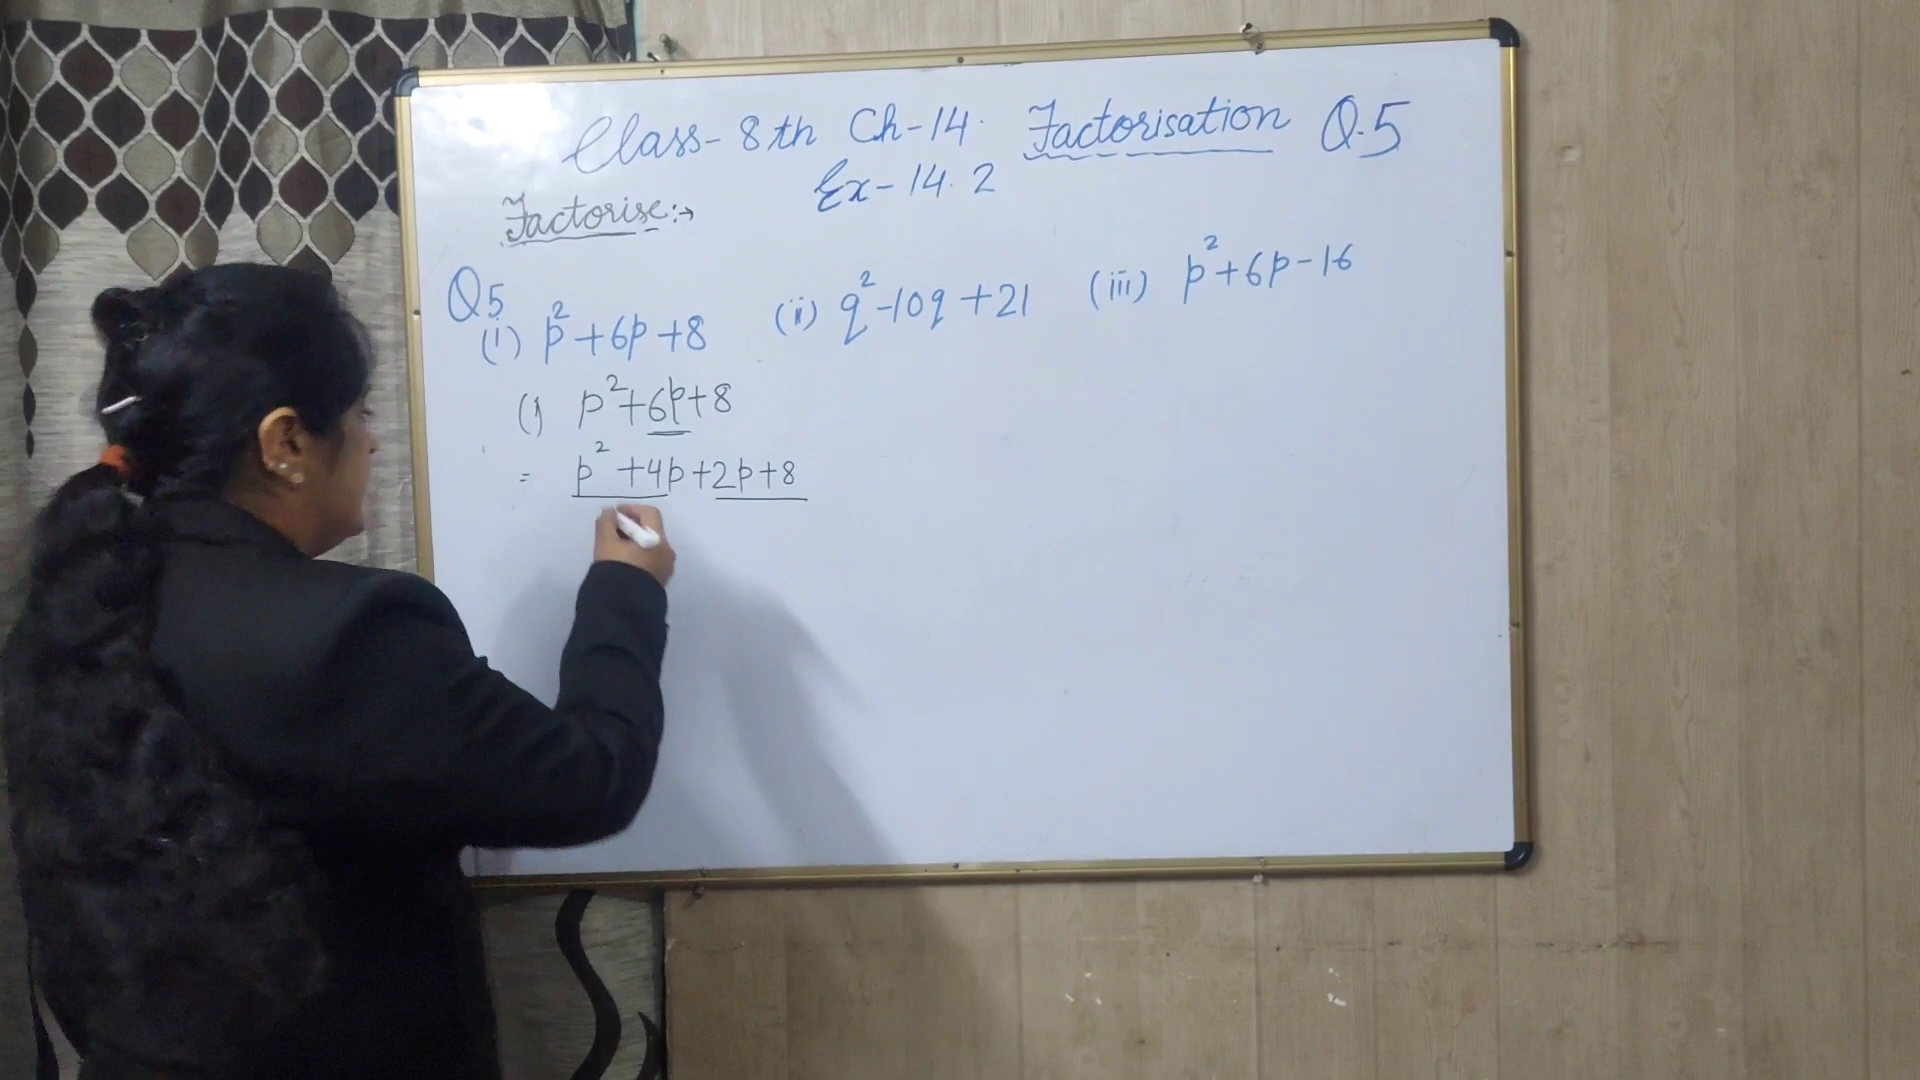 Class- 8th Ch-14. Factorisation Q.5
Ex-14.2
Factorise:→
Q5
(i) p²+6p+8 (ii) q²-10q+21 (iii) p²+6p-16
(i) p²+6p+8
= p²+4p+2p+8